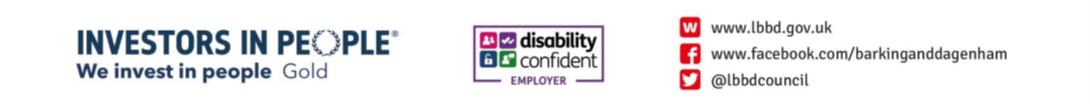 INVESTORS IN PEOPLE®
We invest in people Gold
disability
confident
EMPLOYER
www.lbbd.gov.uk
www.facebook.com/barkinganddagenham
@lbbdcouncil